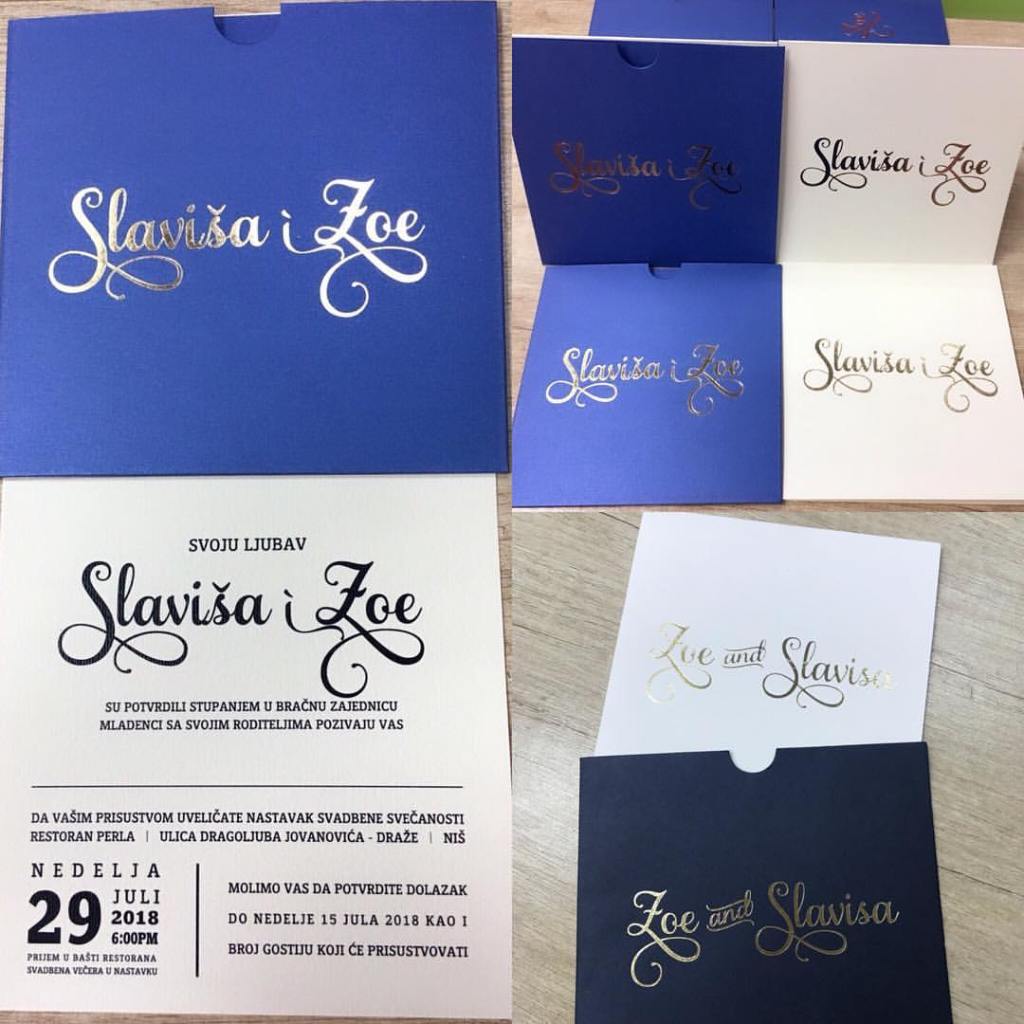 Slaviša i Zoe
SVOJU LJUBAV
Slaviša i Zoe
SU POTVRDILI STUPANJEM U BRAČNU ZAJEDNICU
MLADENCI SA SVOJIM RODITELJIMA POZIVAJU VAS
DA VAŠIM PRISUSTVOM UVELIČATE NASTAVAK SVADBENE SVEČANOSTI
RESTORAN PERLA | ULICA DRAGOLJUBA JOVANOVIĆA - DRAŽE | NIŠ
NEDELJA
29 JULI
2018
6:00PM
PRIJEM U BAŠTI RESTORANA
SVADBENA VEČERA U NASTAVKU
MOLIMO VAS DA POTVRDITE DOLAZAK
DO NEDELJE 15 JULA 2018 KAO I
BROJ GOSTIJU KOJI ĆE PRISUSTVOVATI
Slaviša i Zoe
Slaviša i Zoe
Slaviša i Zoe
Slaviša i Zoe
Zoe and Slavisa
Zoe and Slavisa